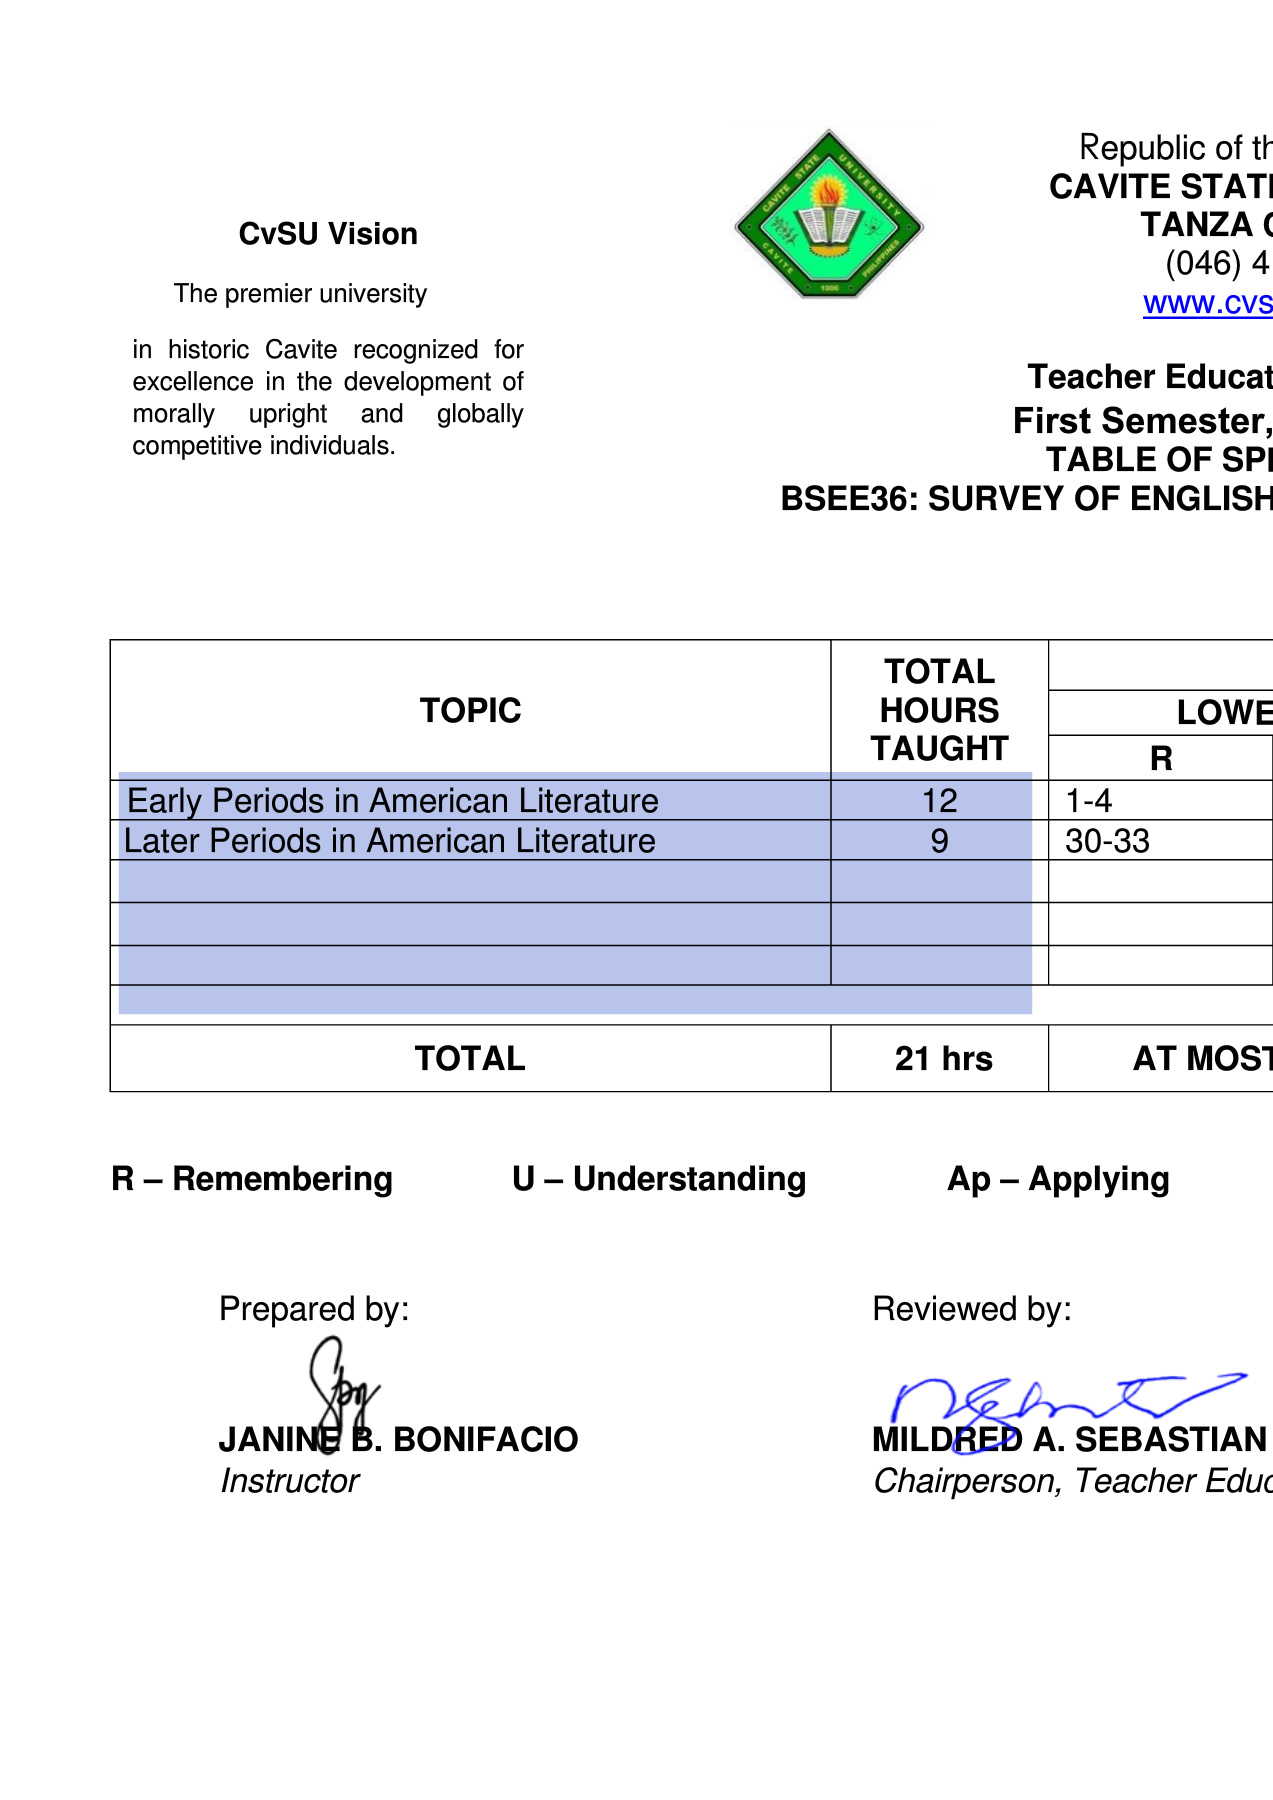 CvSU Vision
The premier university
in historic Cavite recognized for
excellence in the development of
morally upright and globally
competitive individuals.
CAVITE STATE UNIVERSITY
CAVITE
PHILIPPINES
1906
Republic of th
CAVITE STATE
TANZA C
(046) 4
www.cvs
Teacher Educat
First Semester,
TABLE OF SPE
BSEE36: SURVEY OF ENGLISH
TOPIC
TOTAL
HOURS
TAUGHT
LOWE
R
Early Periods in American Literature 12 1-4
Later Periods in American Literature 9 30-33
TOTAL 21 hrs AT MOST
R – Remembering U – Understanding Ap – Applying
Prepared by: Reviewed by:
JANINE B. BONIFACIO MILDRED A. SEBASTIAN
Instructor Chairperson, Teacher Educ